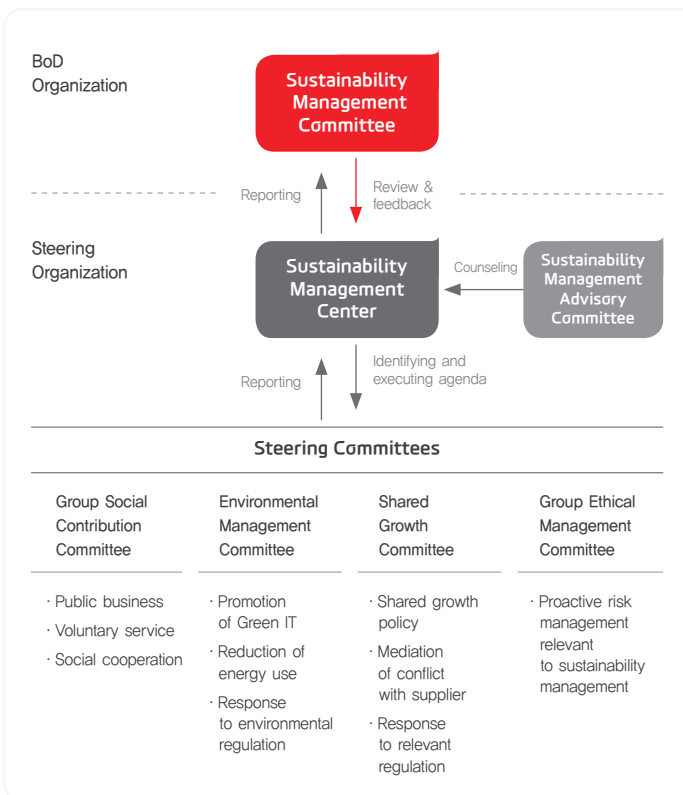 BoD
Organization
Sustainability
Management
Committee
Reporting
Review &
feedback
Steering
Organization
Sustainability
Management
Center
Counseling
Sustainability
Management
Advisory
Committee
Reporting
Identifying and
executing agenda
Steering Committees
Group Social
Contribution
Committee
· Public business
· Voluntary service
· Social cooperation
Environmental
Management
Committee
· Promotion
of Green IT
· Reduction of
energy use
· Response
to environmental
regulation
Shared
Growth
Committee
· Shared growth
policy
· Mediation
of conflict
with supplier
· Response
to relevant
regulation
Group Ethical
Management
Committee
· Proactive risk
management
relevant
to sustainability
management